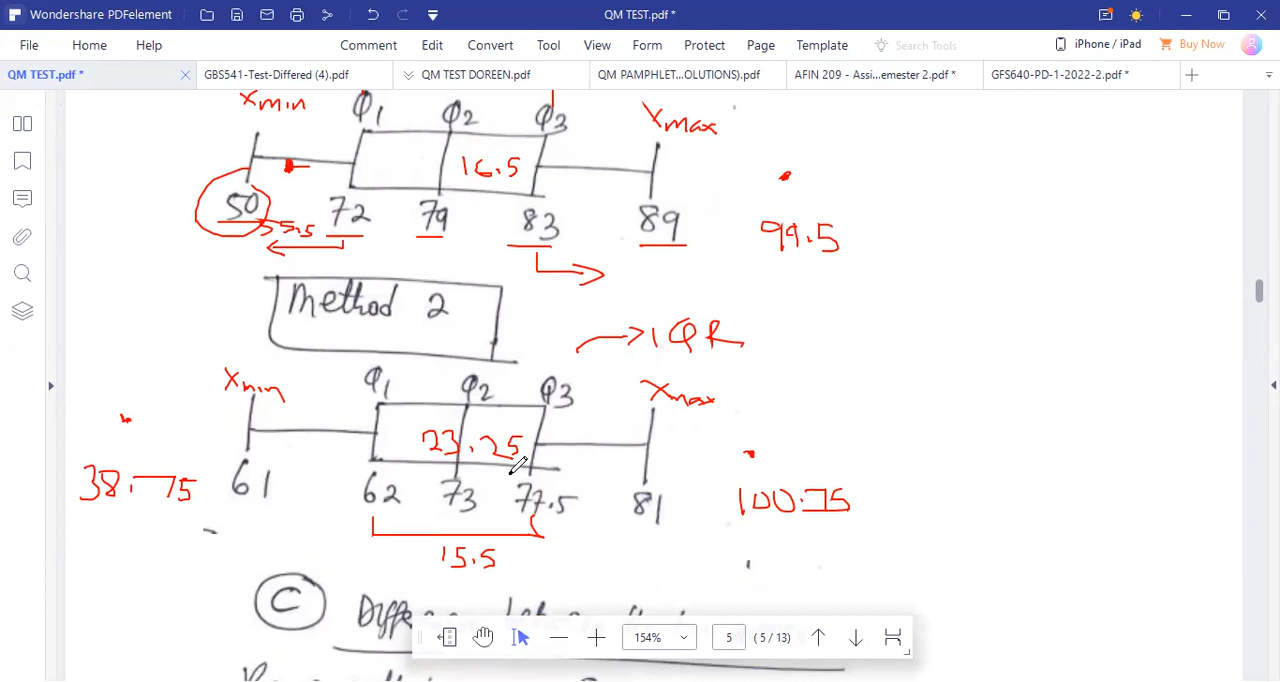 Wondershare PDFelement
QM TEST.pdf *
File Home Help Comment Edit Convert Tool View Form Protect Page Template Search Tools iPhone / iPad Buy Now
QM TEST.pdf * GBS541-Test-Differed (4).pdf QM TEST DOREEN.pdf QM PAMPHLET...OLUTIONS).pdf AFIN 209 - Assi...emester 2.pdf * GFS640-PD-1-2022-2.pdf *
Xmin Q1 Q2 Q3 Xmax
16.5
50 55.5 72 79 83 89 99.5
Method 2
IQR
Xmin Q1 Q2 Q3 Xmax
23.25
38.75 61 62 73 77.5 81 100.75
15.5
C
154% 5 (5 / 13)